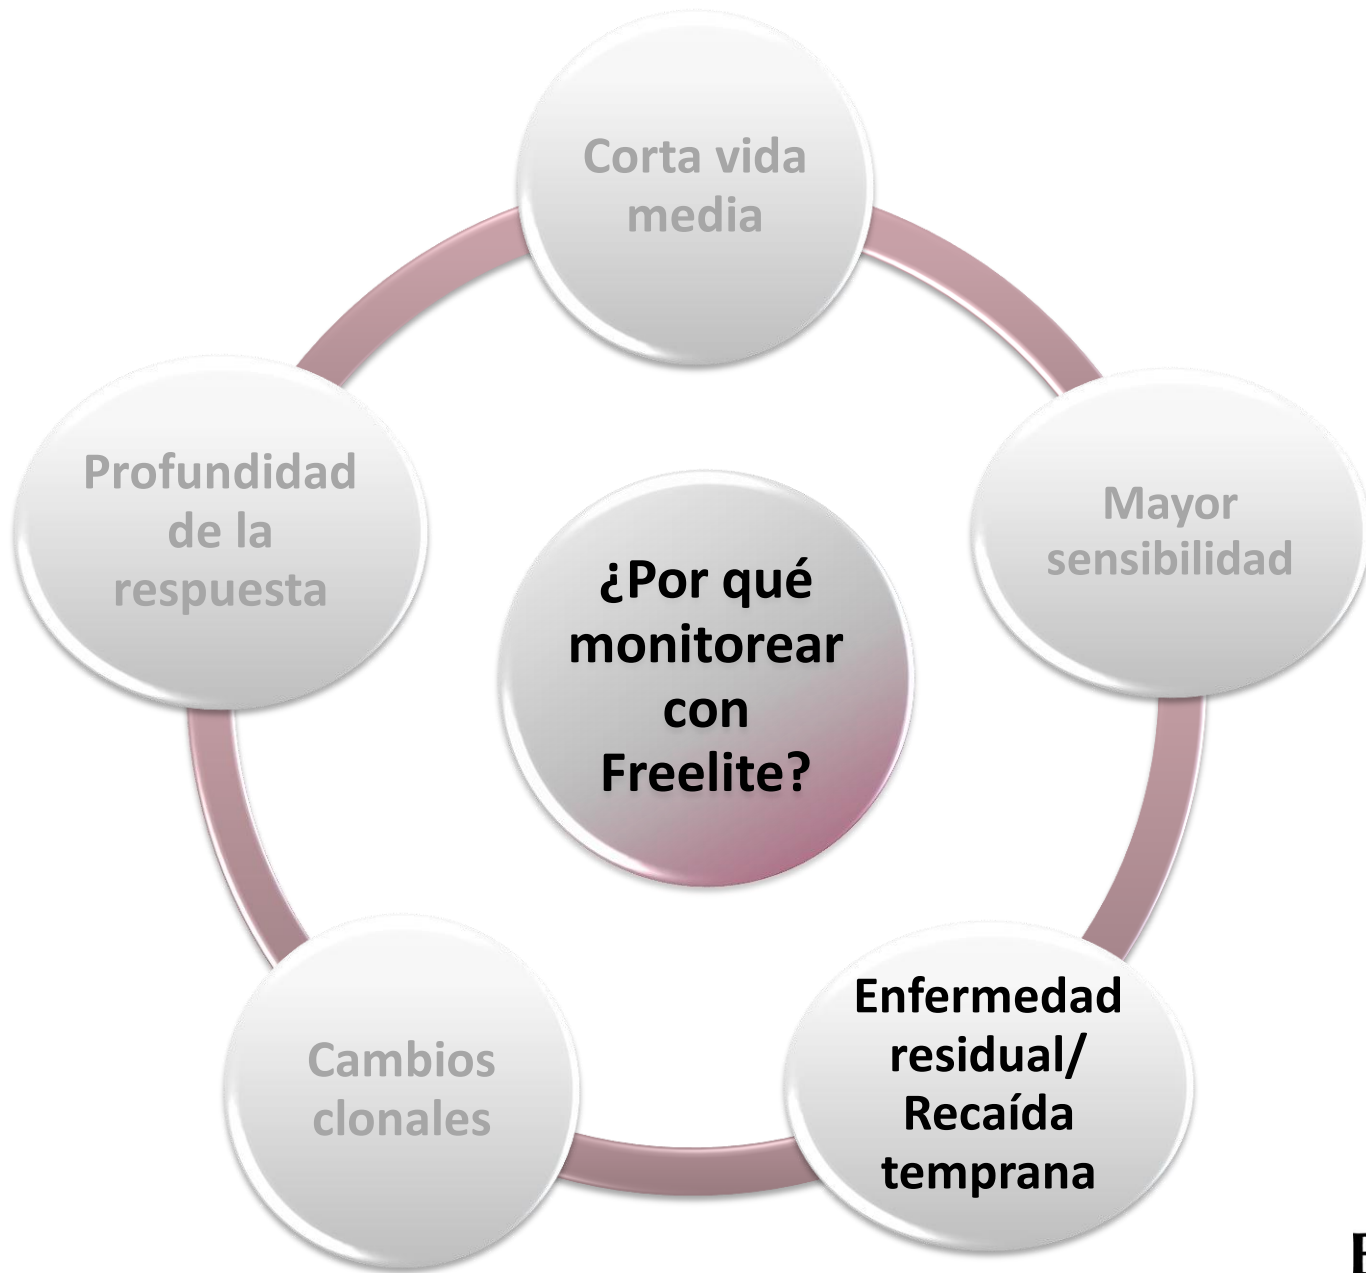 Corta vida
media
Mayor
sensibilidad
Enfermedad
residual/
Recaída
temprana
Cambios
clonales
Profundidad
de la
respuesta
¿Por qué
monitorear
con
Freelite?